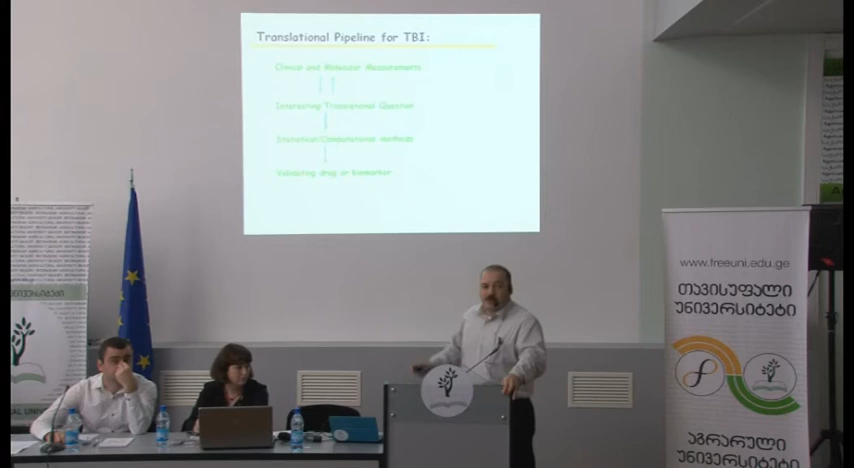 Translational Pipeline for TBI:
Clinical and Molecular Measurements
Interesting Translational Question
Statistical/Computational methods
Validating drug or biomarker
www.freeuni.edu.ge
თავისუფალი
უნივერსიტეტი
აგრარული
უნივერსიტეტი